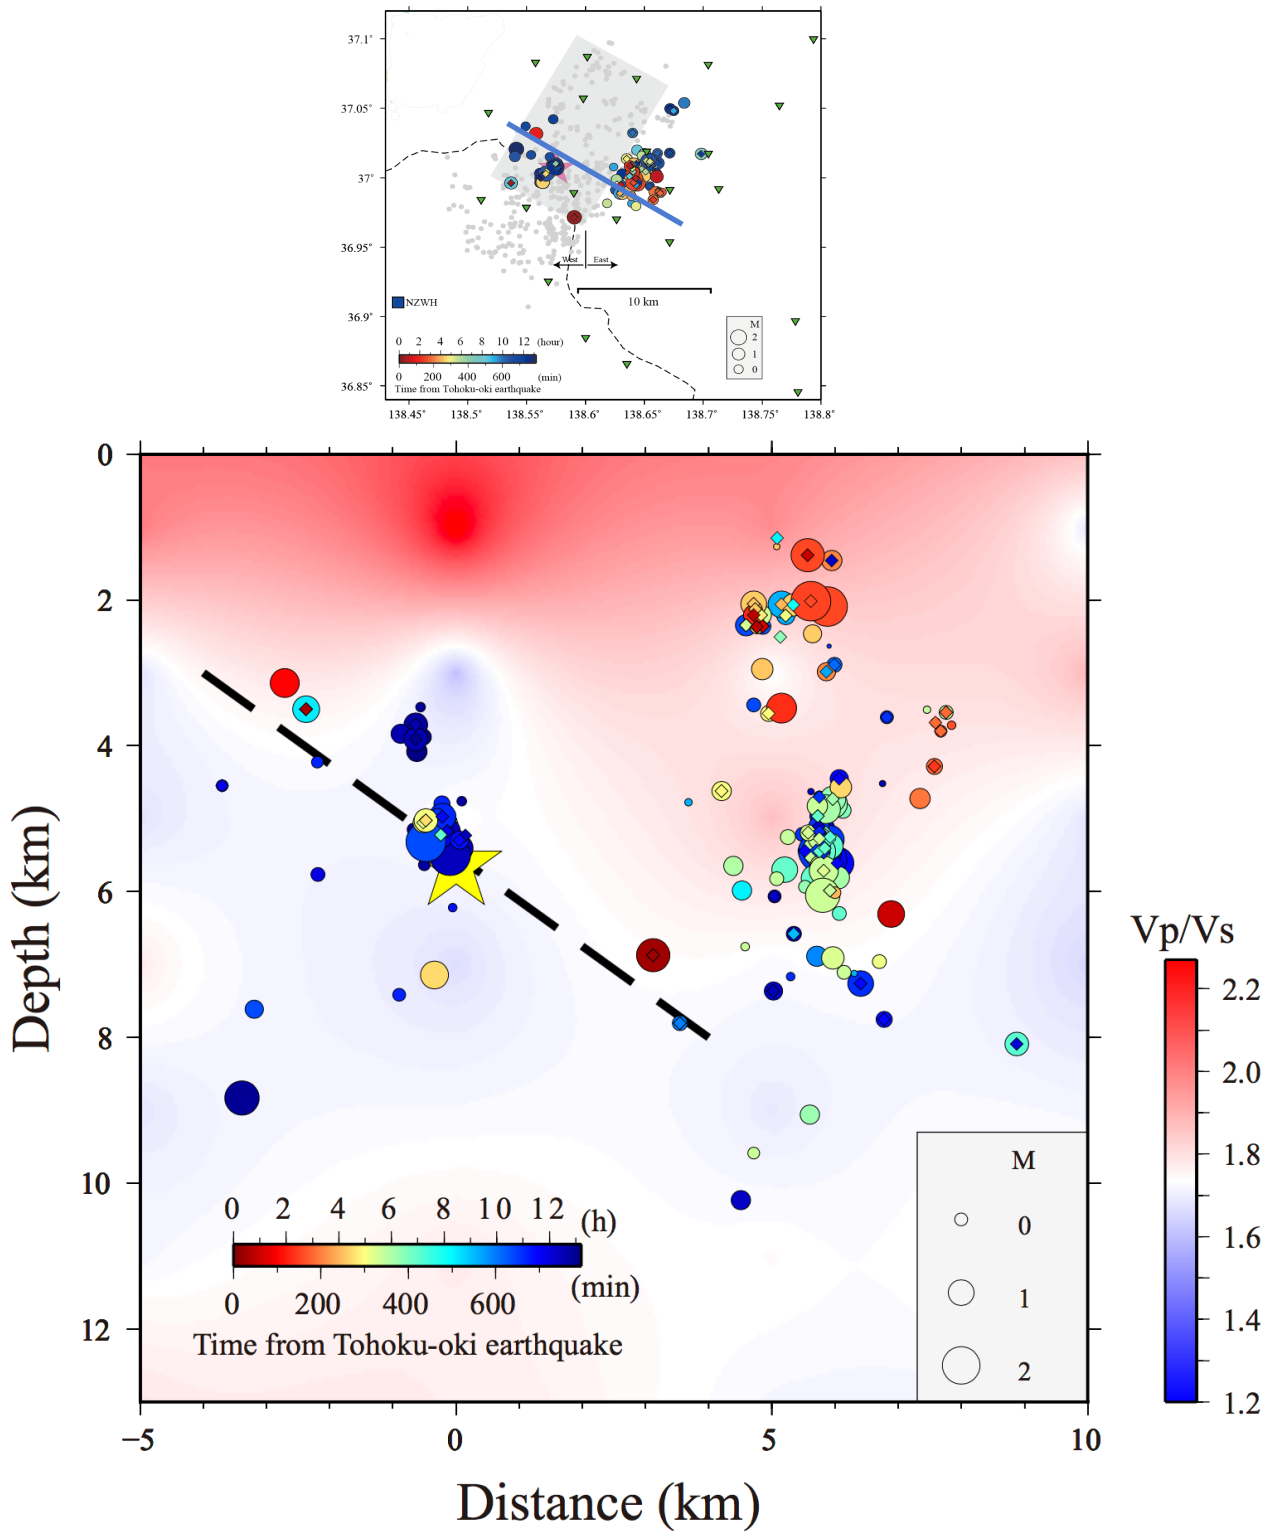 37.1°
37.05°
37°
36.95°
36.9°
36.85°
West East
10 km
NZWH
M
2
1
0
0 2 4 6 8 10 12 (hour)
0 200 400 600 (min)
Time from Tohoku-oki earthquake
138.45° 138.5° 138.55° 138.6° 138.65° 138.7° 138.75° 138.8°
0
2
4
6
8
10
12
Depth (km)
Vp/Vs
2.2
2.0
1.8
1.6
1.4
1.2
M
0
1
2
0 2 4 6 8 10 12 (h)
(min)
0 200 400 600
Time from Tohoku-oki earthquake
−5 0 5 10
Distance (km)